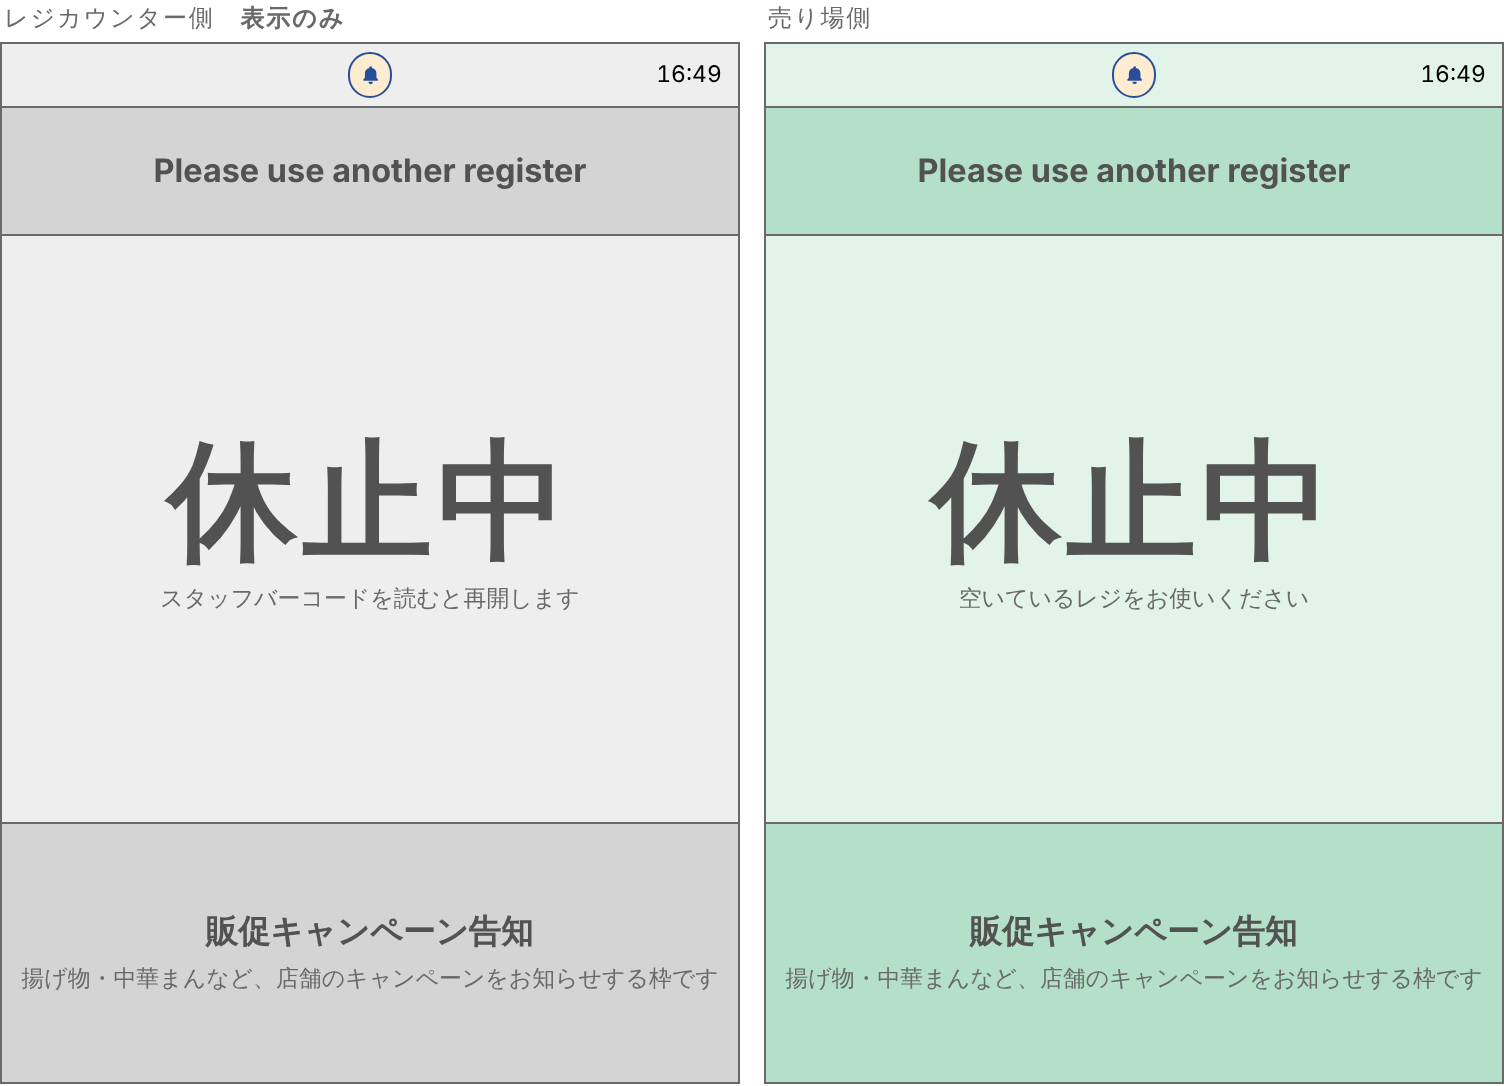 レジカウンター側　表示のみ
16:49
Please use another register
休止中
スタッフバーコードを読むと再開します
販促キャンペーン告知
揚げ物・中華まんなど、店舗のキャンペーンをお知らせする枠です
売り場側
16:49
Please use another register
休止中
空いているレジをお使いください
販促キャンペーン告知
揚げ物・中華まんなど、店舗のキャンペーンをお知らせする枠です